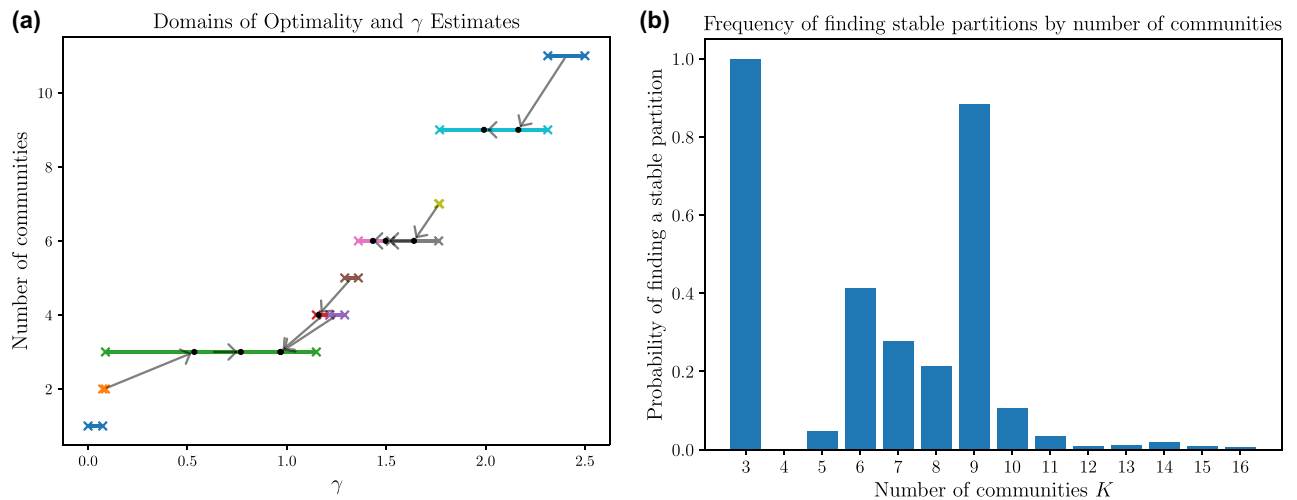 (a)
Domains of Optimality and γ Estimates
Number of communities
10
8
6
4
2
0.0 0.5 1.0 1.5 2.0 2.5
γ
(b)
Frequency of finding stable partitions by number of communities
Probability of finding a stable partition
1.0
0.8
0.6
0.4
0.2
0.0
3 4 5 6 7 8 9 10 11 12 13 14 15 16
Number of communities K